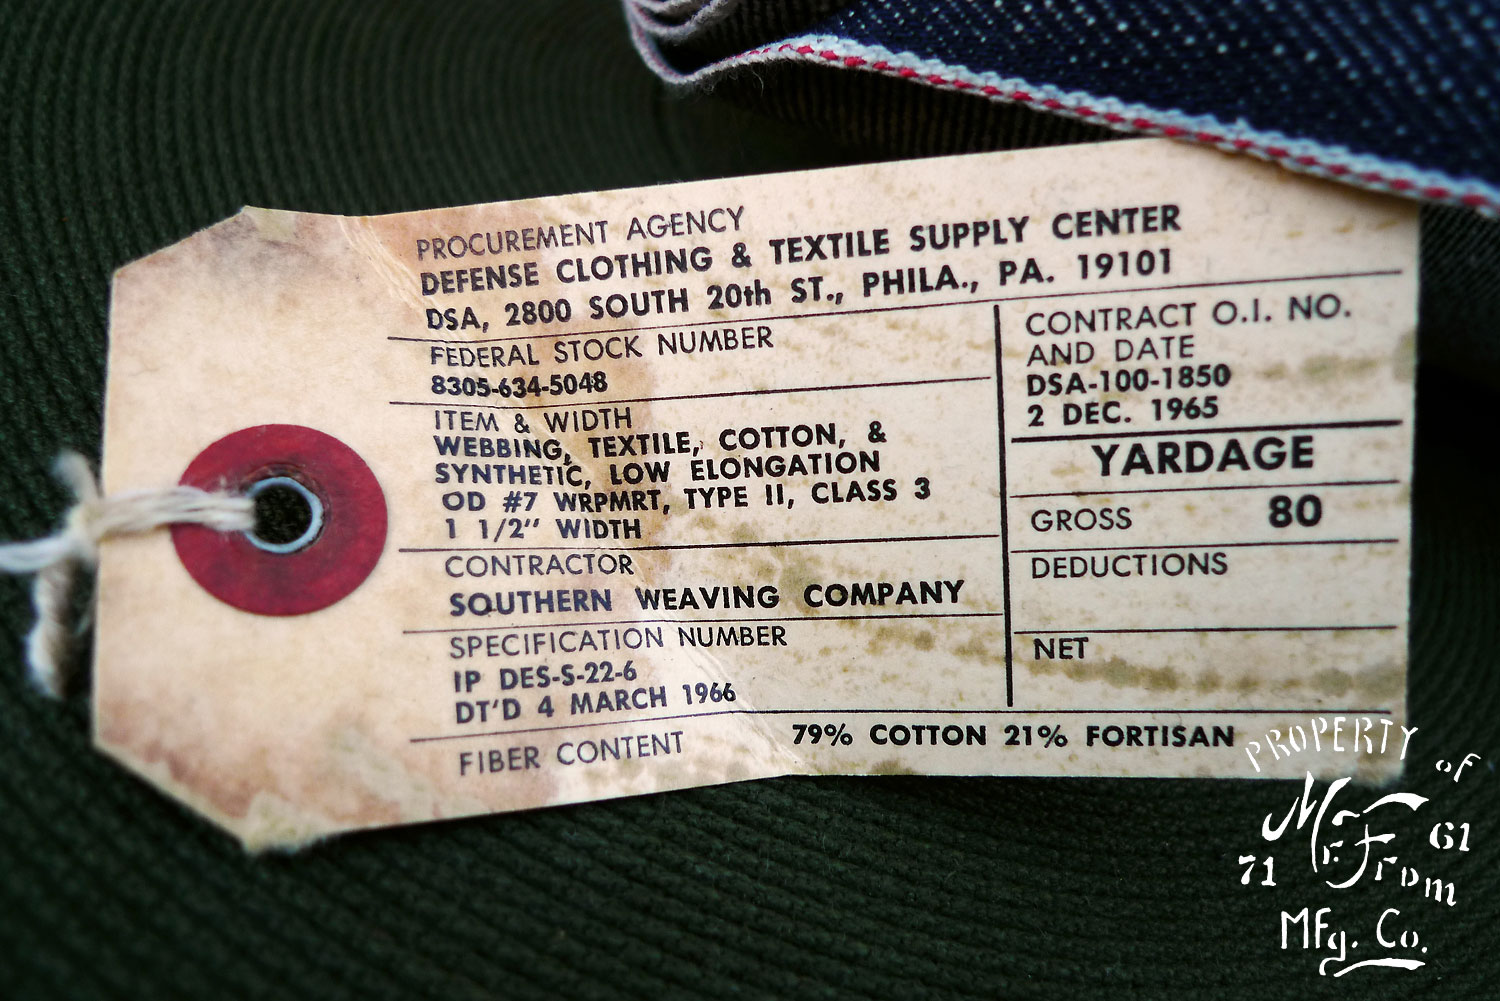 PROCUREMENT AGENCY
DEFENSE CLOTHING & TEXTILE SUPPLY CENTER
DSA, 2800 SOUTH 20th ST., PHILA., PA. 19101
FEDERAL STOCK NUMBER
8305-634-5048
ITEM & WIDTH
WEBBING, TEXTILE, COTTON, &
SYNTHETIC, LOW ELONGATION
OD #7 WRPMRT, TYPE II, CLASS 3
1 1/2" WIDTH
CONTRACTOR
SOUTHERN WEAVING COMPANY
SPECIFICATION NUMBER
IP DES-S-22-6
DT'D 4 MARCH 1966
CONTRACT O.I. NO.
AND DATE
DSA-100-1850
2 DEC. 1965
YARDAGE
GROSS 80
DEDUCTIONS
NET
FIBER CONTENT 79% COTTON 21% FORTISAN
PROPERTY of
Mr From
71 61
MFg. Co.